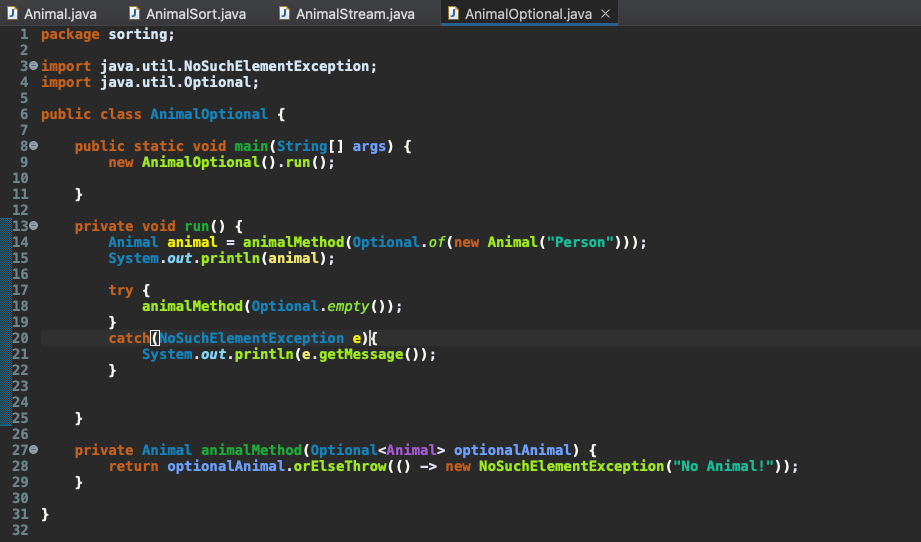 Animal.java AnimalSort.java AnimalStream.java AnimalOptional.java
1 package sorting;
2
3 import java.util.NoSuchElementException;
4 import java.util.Optional;
5
6 public class AnimalOptional {
7
8     public static void main(String[] args) {
9         new AnimalOptional().run();
10
11     }
12
13     private void run() {
14         Animal animal = animalMethod(Optional.of(new Animal("Person")));
15         System.out.println(animal);
16
17         try {
18             animalMethod(Optional.empty());
19         }
20         catch(NoSuchElementException e){
21             System.out.println(e.getMessage());
22         }
23
24
25     }
26
27     private Animal animalMethod(Optional<Animal> optionalAnimal) {
28         return optionalAnimal.orElseThrow(() -> new NoSuchElementException("No Animal!"));
29     }
30
31 }
32